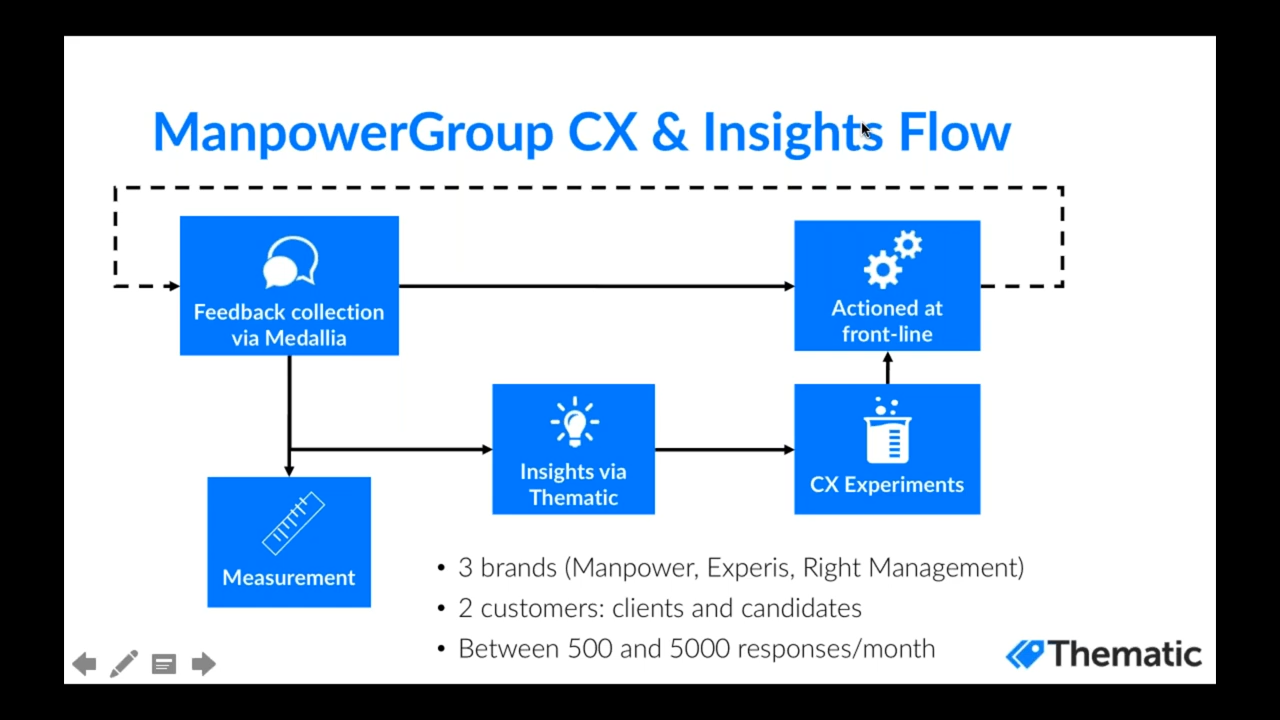 ManpowerGroup CX & Insights Flow
Feedback collection
via Medallia
Actioned at
front-line
Insights via
Thematic
CX Experiments
Measurement
• 3 brands (Manpower, Experis, Right Management)
• 2 customers: clients and candidates
• Between 500 and 5000 responses/month
Thematic